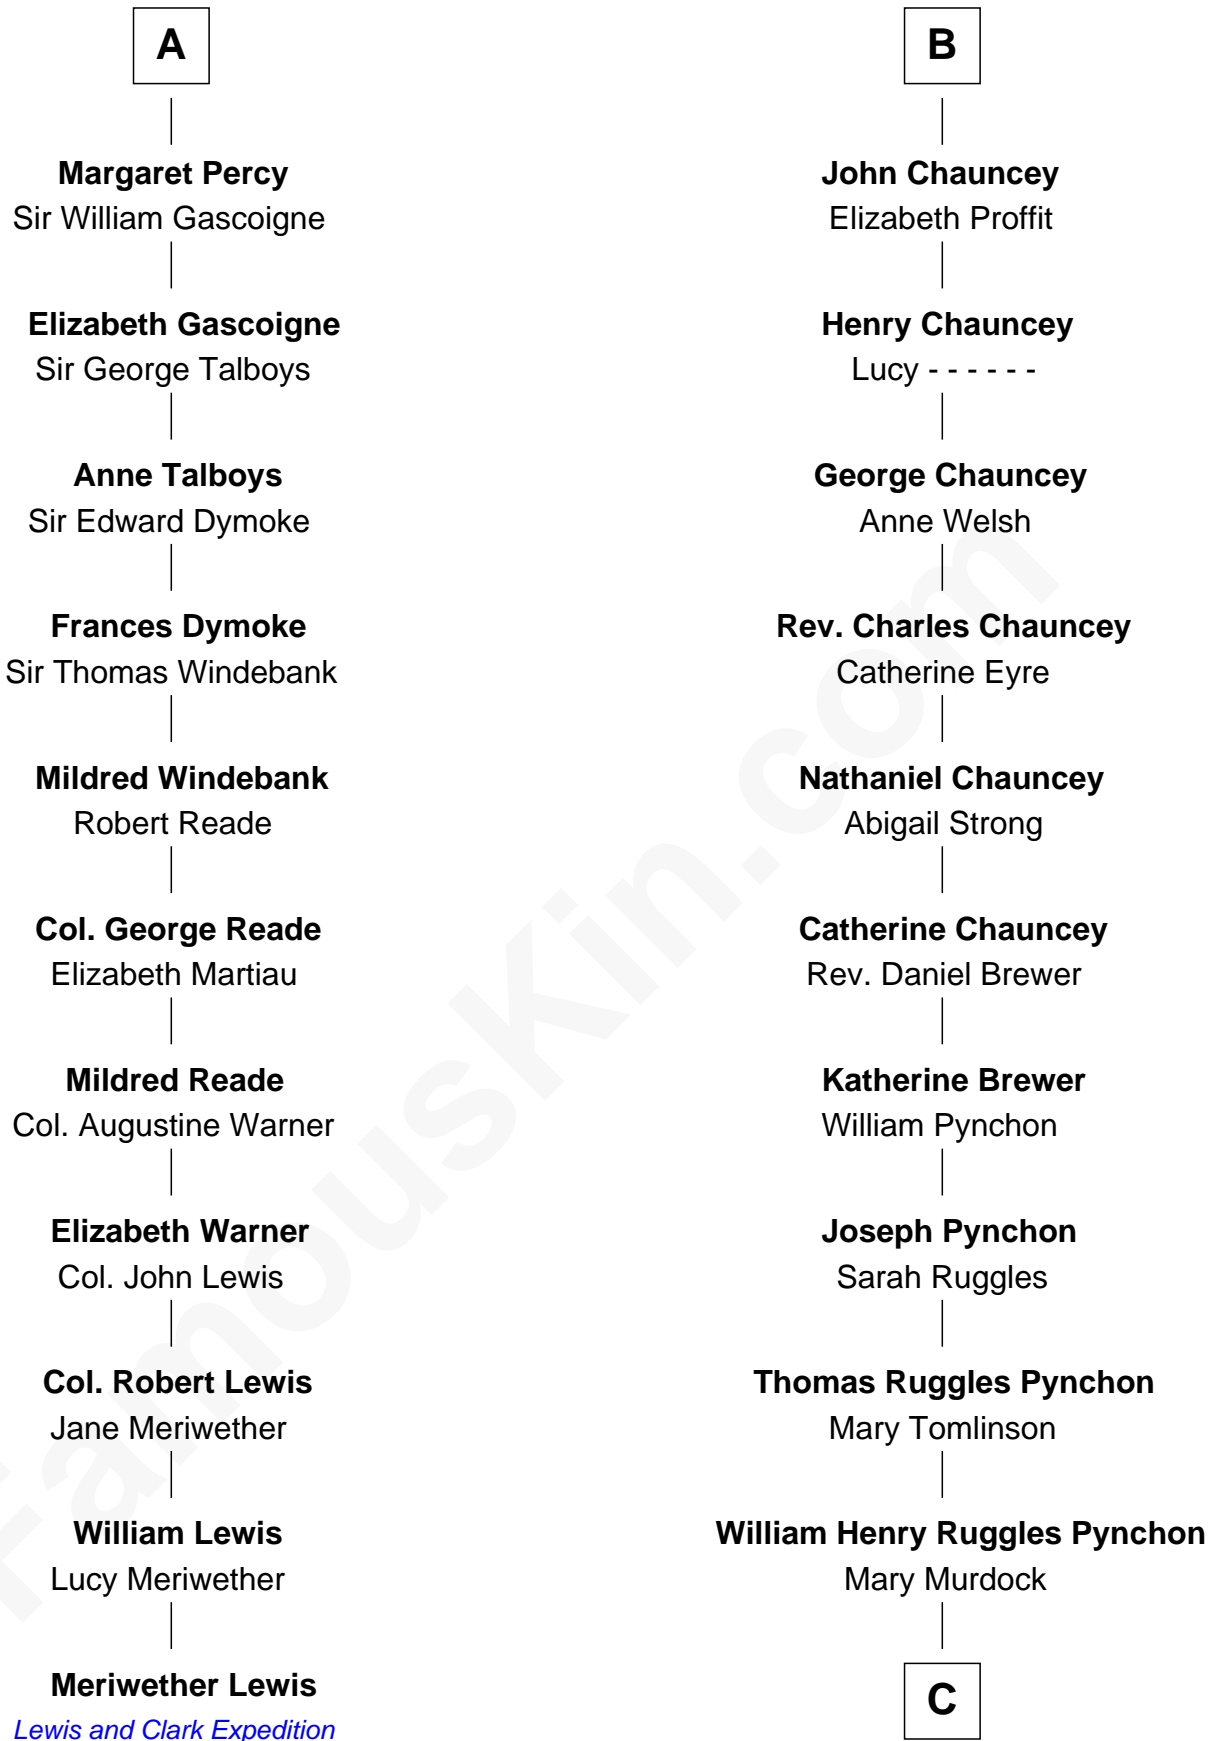 A
Margaret Percy
Sir William Gascoigne
Elizabeth Gascoigne
Sir George Talboys
Anne Talboys
Sir Edward Dymoke
Frances Dymoke
Sir Thomas Windebank
Mildred Windebank
Robert Reade
Col. George Reade
Elizabeth Martiau
Mildred Reade
Col. Augustine Warner
Elizabeth Warner
Col. John Lewis
Col. Robert Lewis
Jane Meriwether
William Lewis
Lucy Meriwether
Meriwether Lewis
Lewis and Clark Expedition
B
John Chauncey
Elizabeth Proffit
Henry Chauncey
Lucy - - - - - -
George Chauncey
Anne Welsh
Rev. Charles Chauncey
Catherine Eyre
Nathaniel Chauncey
Abigail Strong
Catherine Chauncey
Rev. Daniel Brewer
Katherine Brewer
William Pynchon
Joseph Pynchon
Sarah Ruggles
Thomas Ruggles Pynchon
Mary Tomlinson
William Henry Ruggles Pynchon
Mary Murdock
C
FamousKin.com